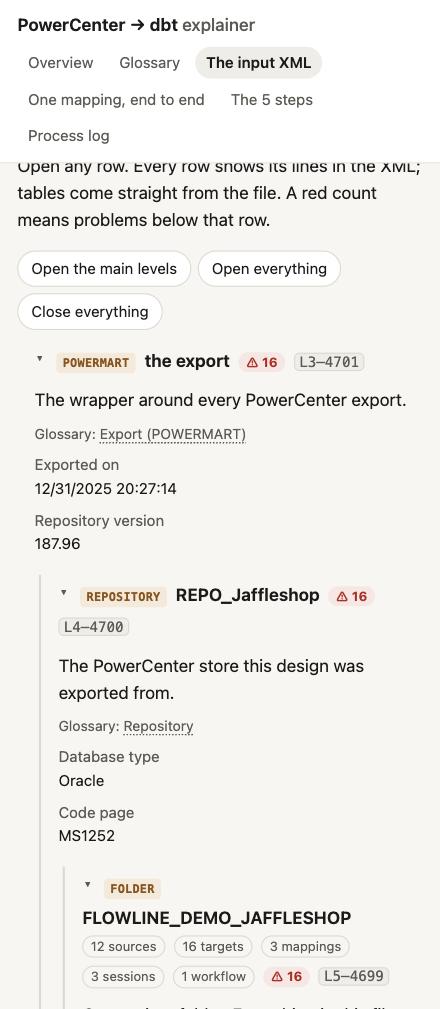 PowerCenter → dbt explainer
Overview Glossary The input XML
One mapping, end to end The 5 steps
Process log
Open any row. Every row shows its lines in the XML;
tables come straight from the file. A red count
means problems below that row.
Open the main levels Open everything
Close everything
POWERMART the export 16 L3–4701
The wrapper around every PowerCenter export.
Glossary: Export (POWERMART)
Exported on
12/31/2025 20:27:14
Repository version
187.96
REPOSITORY REPO_Jaffleshop 16
L4–4700
The PowerCenter store this design was
exported from.
Glossary: Repository
Database type
Oracle
Code page
MS1252
FOLDER
FLOWLINE_DEMO_JAFFLESHOP
12 sources 16 targets 3 mappings
3 sessions 1 workflow 16 L5–4699